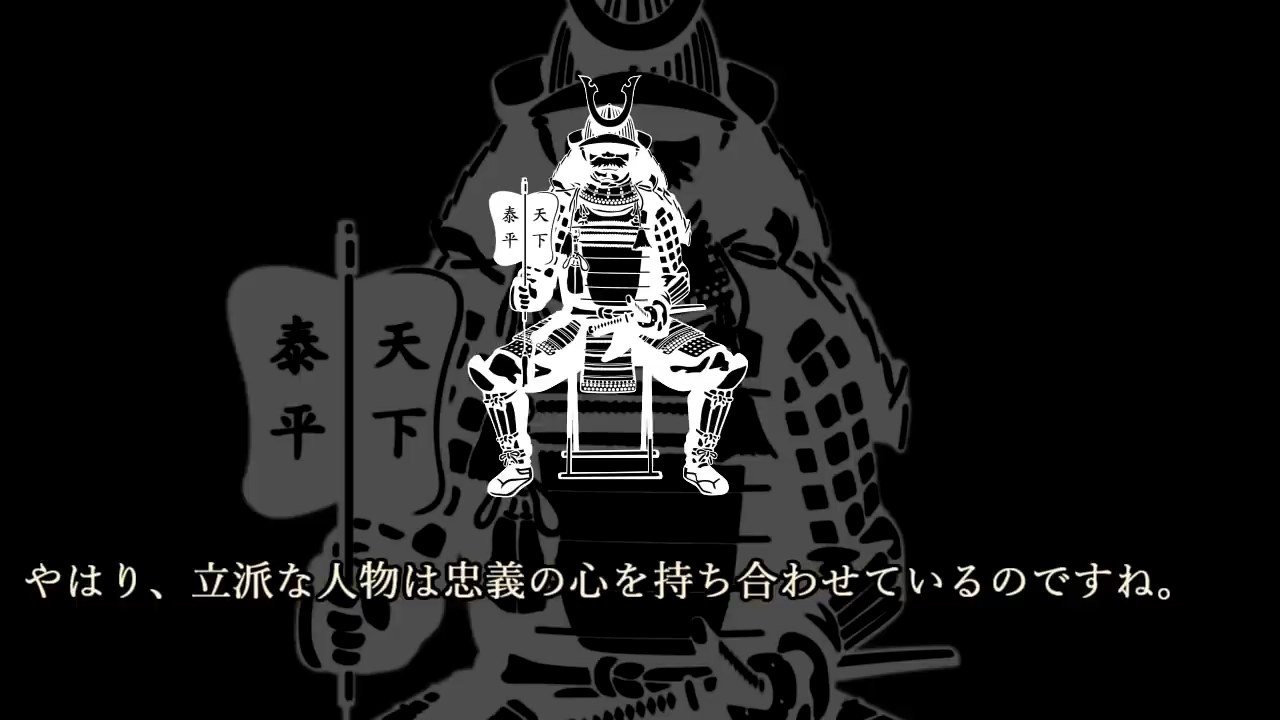 天下
泰平
天下
泰平
やはり、立派な人物は忠義の心を持ち合わせているのですね。